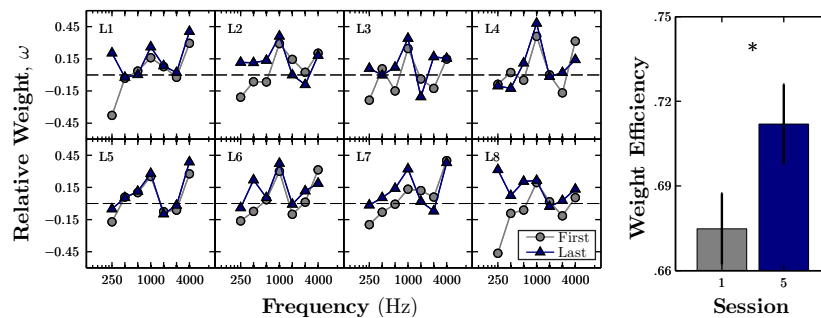 Relative Weight, ω
0.45
0.15
−0.15
−0.45
L1
L2
L3
L4
0.45
0.15
−0.15
−0.45
L5
L6
L7
L8
First
Last
250 1000 4000
250 1000 4000
250 1000 4000
250 1000 4000
Frequency (Hz)
Weight Efficiency
.75
.72
.69
.66
*
1 5
Session